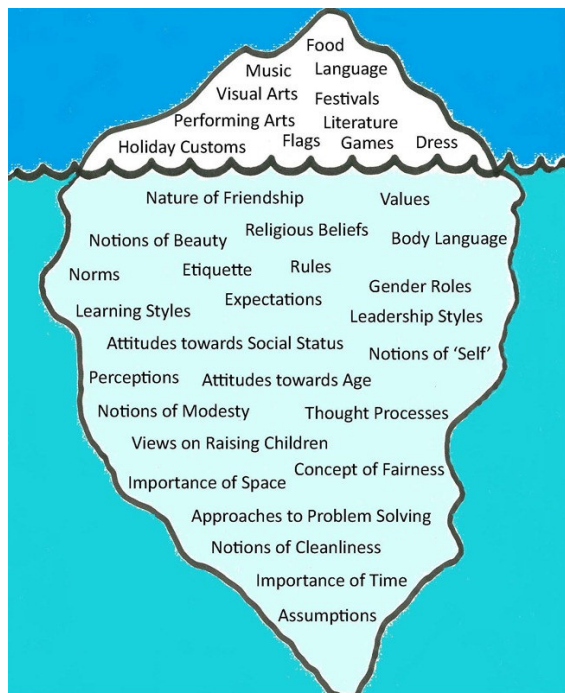 Food
Music Language
Visual Arts Festivals
Performing Arts Literature
Holiday Customs Flags Games Dress
Nature of Friendship Values
Notions of Beauty Religious Beliefs Body Language
Norms Etiquette Rules
Gender Roles
Learning Styles Expectations Leadership Styles
Attitudes towards Social Status Notions of ‘Self’
Perceptions Attitudes towards Age
Notions of Modesty Thought Processes
Views on Raising Children
Importance of Space Concept of Fairness
Approaches to Problem Solving
Notions of Cleanliness
Importance of Time
Assumptions